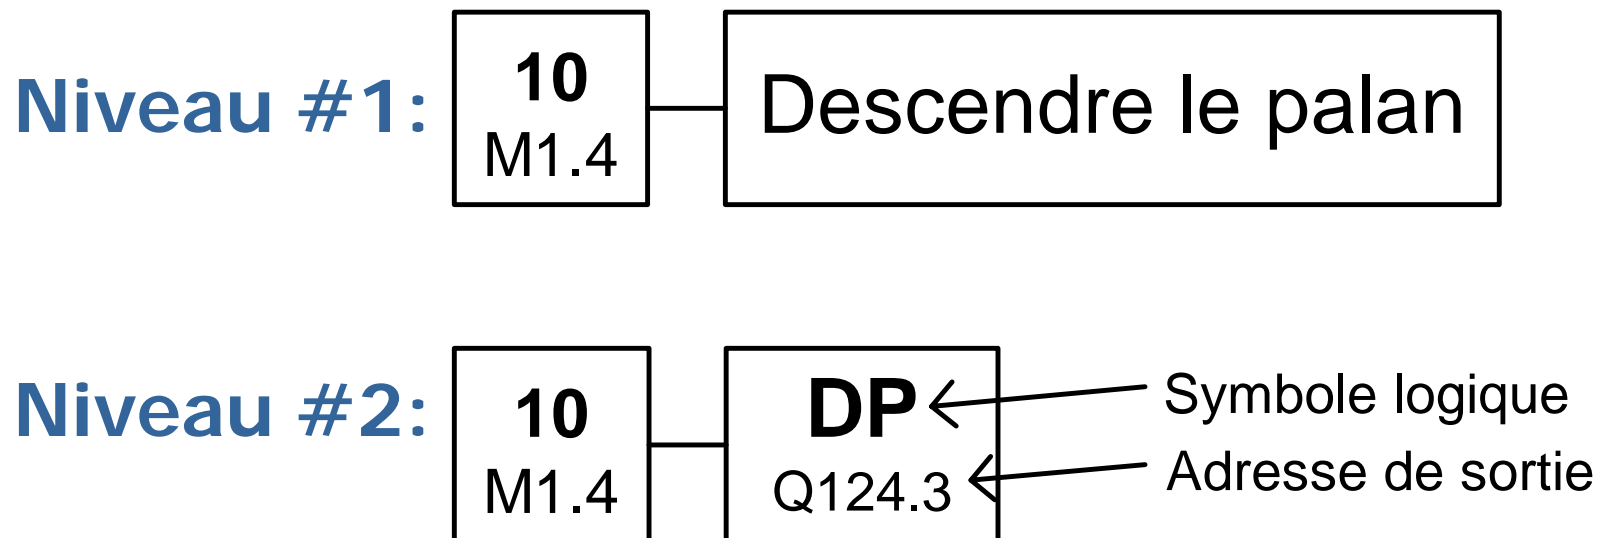 Niveau #1:
10
M1.4
Descendre le palan
Niveau #2:
10
M1.4
DP
Q124.3
Symbole logique
Adresse de sortie